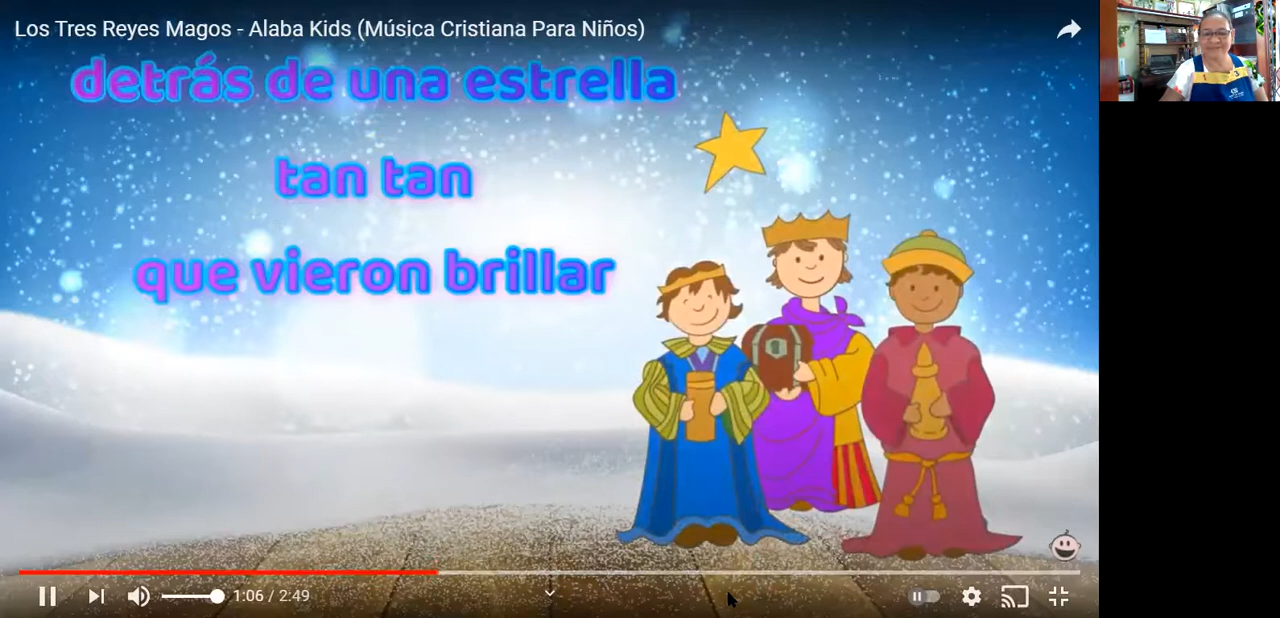 Los Tres Reyes Magos - Alaba Kids (Música Cristiana Para Niños)
detrás de una estrella
tan tan
que vieron brillar
1:06 / 2:49